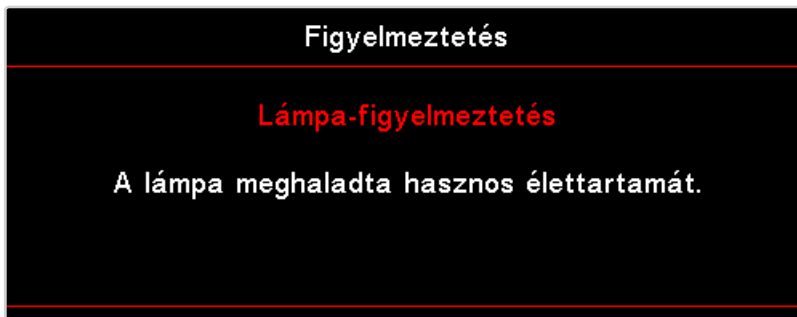 Figyelmeztetés
Lámpa-figyelmeztetés
A lámpa meghaladta hasznos élettartamát.